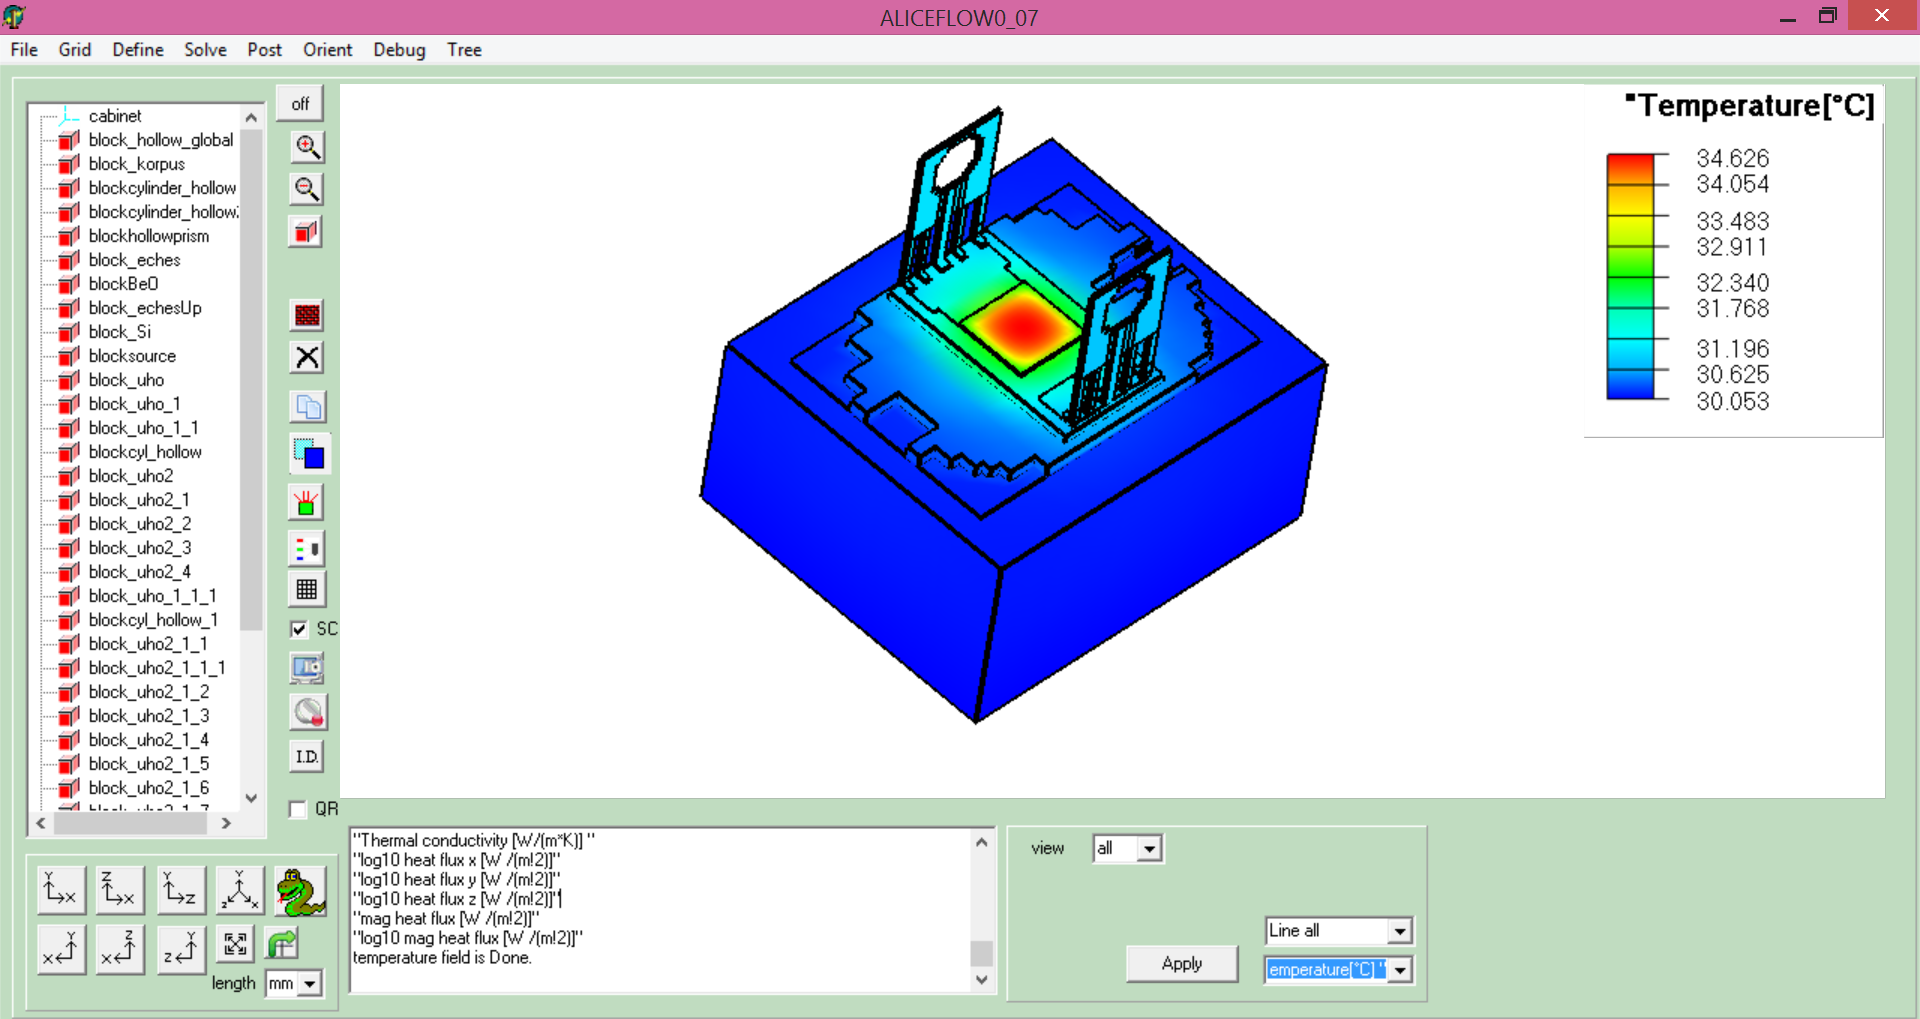 ALICEFLOW0_07
File Grid Define Solve Post Orient Debug Tree
cabinet
block_hollow_global
block_korpus
blockcylinder_hollow
blockcylinder_hollow
blockhollowprism
block_eches
blockBeO
block_echesUp
block_Si
blocksource
block_uho
block_uho_1
block_uho_1_1
blockcyl_hollow
block_uho2
block_uho2_1
block_uho2_2
block_uho2_3
block_uho2_4
block_uho_1_1_1
blockcyl_hollow_1
block_uho2_1_1
block_uho2_1_1_1
block_uho2_1_2
block_uho2_1_3
block_uho2_1_4
block_uho2_1_5
block_uho2_1_6
off
SC
I.D.
QR
"Temperature[°C]
34.626
34.054
33.483
32.911
32.340
31.768
31.196
30.625
30.053
Y X
Z X
Y Z
Y Z X
Y X
Z X
Y Z
length mm
"Thermal conductivity [W/(m*K)] "
"log10 heat flux x [W /(m!2)]"
"log10 heat flux y [W /(m!2)]"
"log10 heat flux z [W /(m!2)]"
"mag heat flux [W /(m!2)]"
"log10 mag heat flux [W /(m!2)]"
temperature field is Done.
view all
Line all
Apply
emperature[°C] "